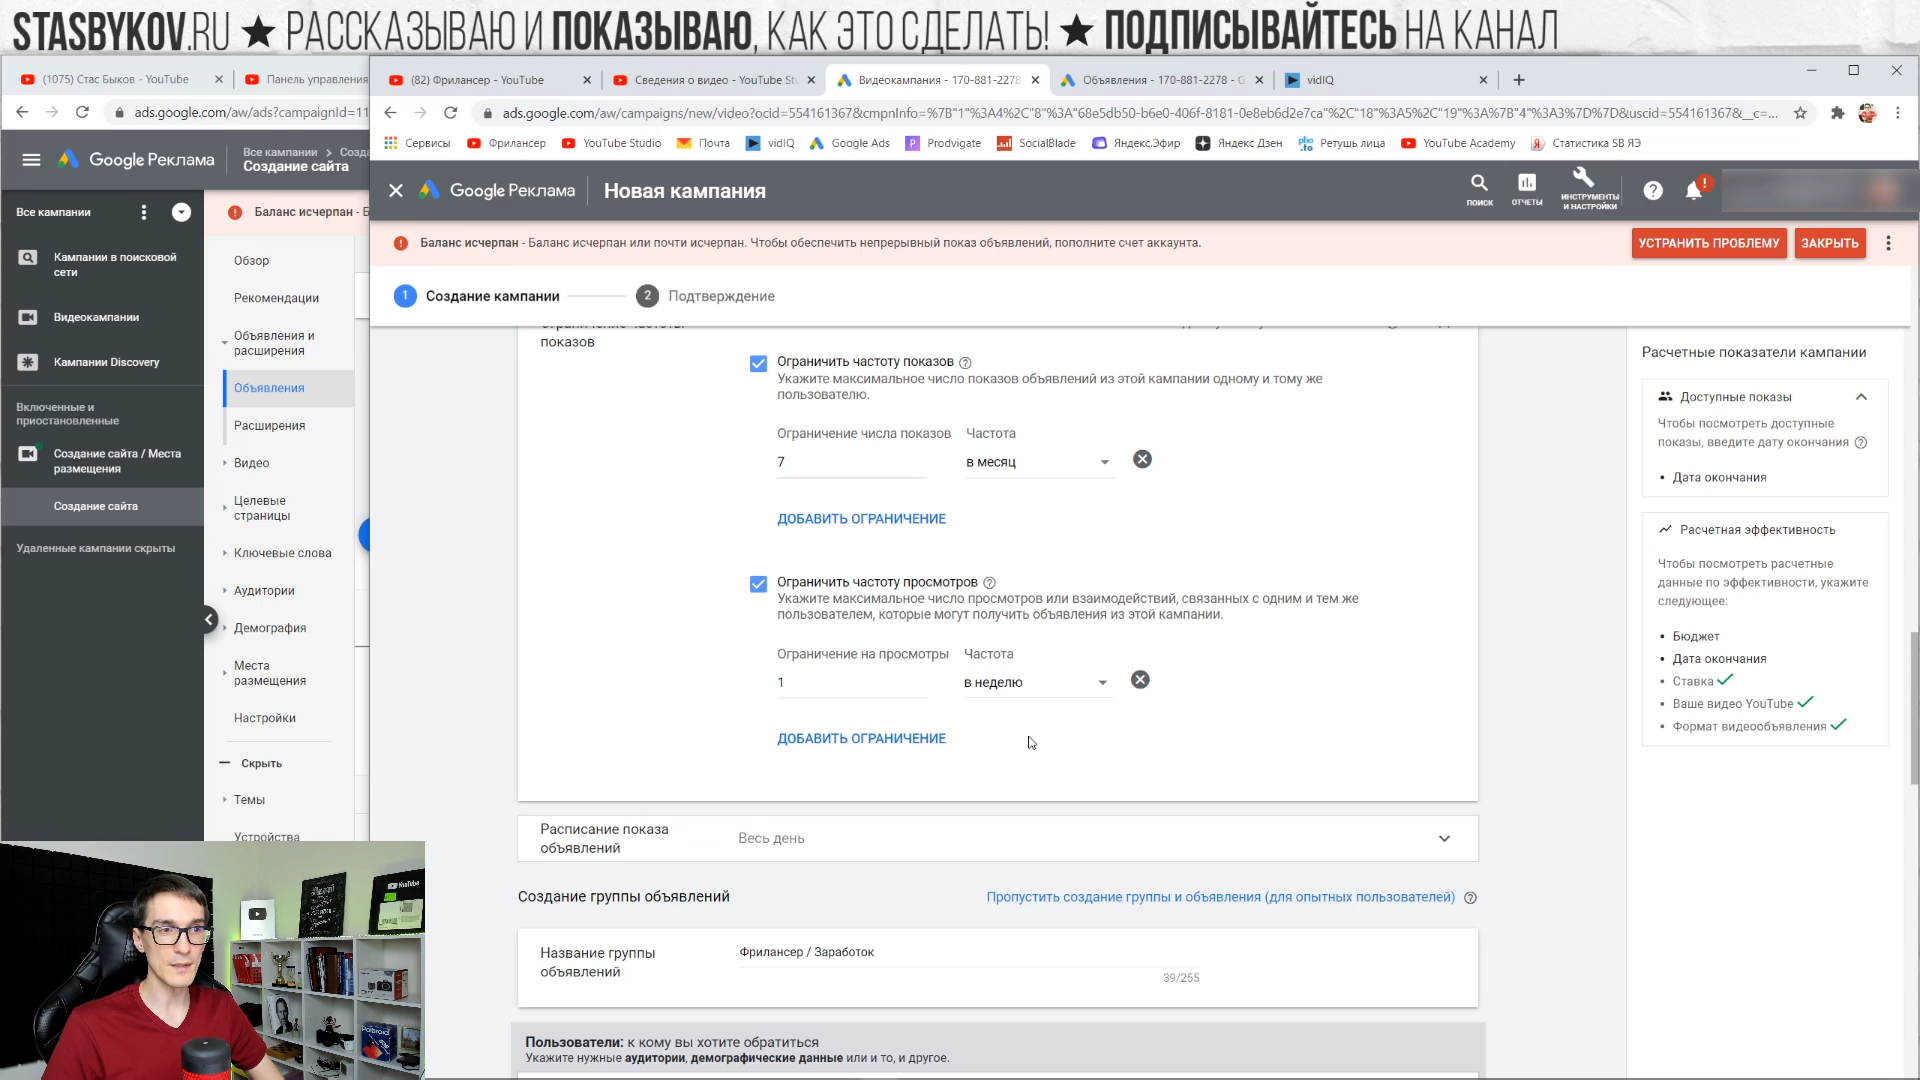 STASBYKOV.RU ★ РАССКАЗЫВАЮ И ПОКАЗЫВАЮ, КАК ЭТО СДЕЛАТЬ! ★ ПОДПИСЫВАЙТЕСЬ НА КАНАЛ
(1075) Стас Быков - YouTube
Панель управления
(82) Фрилансер - YouTube
Сведения о видео - YouTube St
Видеокампания - 170-881-2278
Объявления - 170-881-2278 - G
vidIQ
ads.google.com/aw/ads?campaignId=11
ads.google.com/aw/campaigns/new/video?ocid=554161367&cmpnInfo=%7B"1"%3A4%2C"8"%3A"68e5db50-b6e0-406f-8181-0e8eb6d2e7ca"%2C"18"%3A5%2C"19"%3A%7B"4"%3A3%7D%7D&uscid=554161367&__c=...
Сервисы
Фрилансер
YouTube Studio
Почта
vidIQ
Google Ads
Prodvigate
SocialBlade
Яндекс.Эфир
Яндекс Дзен
Ретушь лица
YouTube Academy
Статистика SB ЯЭ
Google Реклама
Все кампании > Созда
Создание сайта
Google Реклама
Новая кампания
ПОИСК
ОТЧЕТЫ
ИНСТРУМЕНТЫ
И НАСТРОЙКИ
Все кампании
Баланс исчерпан - Б
Кампании в поисковой
сети
Видеокампании
Кампании Discovery
Включенные и
приостановленные
Создание сайта / Места
размещения
Создание сайта
Удаленные кампании скрыты
Обзор
Рекомендации
Объявления и
расширения
Объявления
Расширения
Видео
Целевые
страницы
Ключевые слова
Аудитории
Демография
Места
размещения
Настройки
Скрыть
Темы
Устройства
Баланс исчерпан - Баланс исчерпан или почти исчерпан. Чтобы обеспечить непрерывный показ объявлений, пополните счет аккаунта.
УСТРАНИТЬ ПРОБЛЕМУ
ЗАКРЫТЬ
1 Создание кампании
2 Подтверждение
показов
Ограничить частоту показов
Укажите максимальное число показов объявлений из этой кампании одному и тому же
пользователю.
Ограничение числа показов
Частота
7
в месяц
ДОБАВИТЬ ОГРАНИЧЕНИЕ
Ограничить частоту просмотров
Укажите максимальное число просмотров или взаимодействий, связанных с одним и тем же
пользователем, которые могут получить объявления из этой кампании.
Ограничение на просмотры
Частота
1
в неделю
ДОБАВИТЬ ОГРАНИЧЕНИЕ
Расписание показа
объявлений
Весь день
Создание группы объявлений
Пропустить создание группы и объявления (для опытных пользователей)
Название группы
объявлений
Фрилансер / Заработок
39/255
Пользователи: к кому вы хотите обратиться
Укажите нужные аудитории, демографические данные или и то, и другое.
Расчетные показатели кампании
Доступные показы
Чтобы посмотреть доступные
показы, введите дату окончания
• Дата окончания
Расчетная эффективность
Чтобы посмотреть расчетные
данные по эффективности, укажите
следующее:
• Бюджет
• Дата окончания
• Ставка
• Ваше видео YouTube
• Формат видеообъявления
YouTube
Polaroid